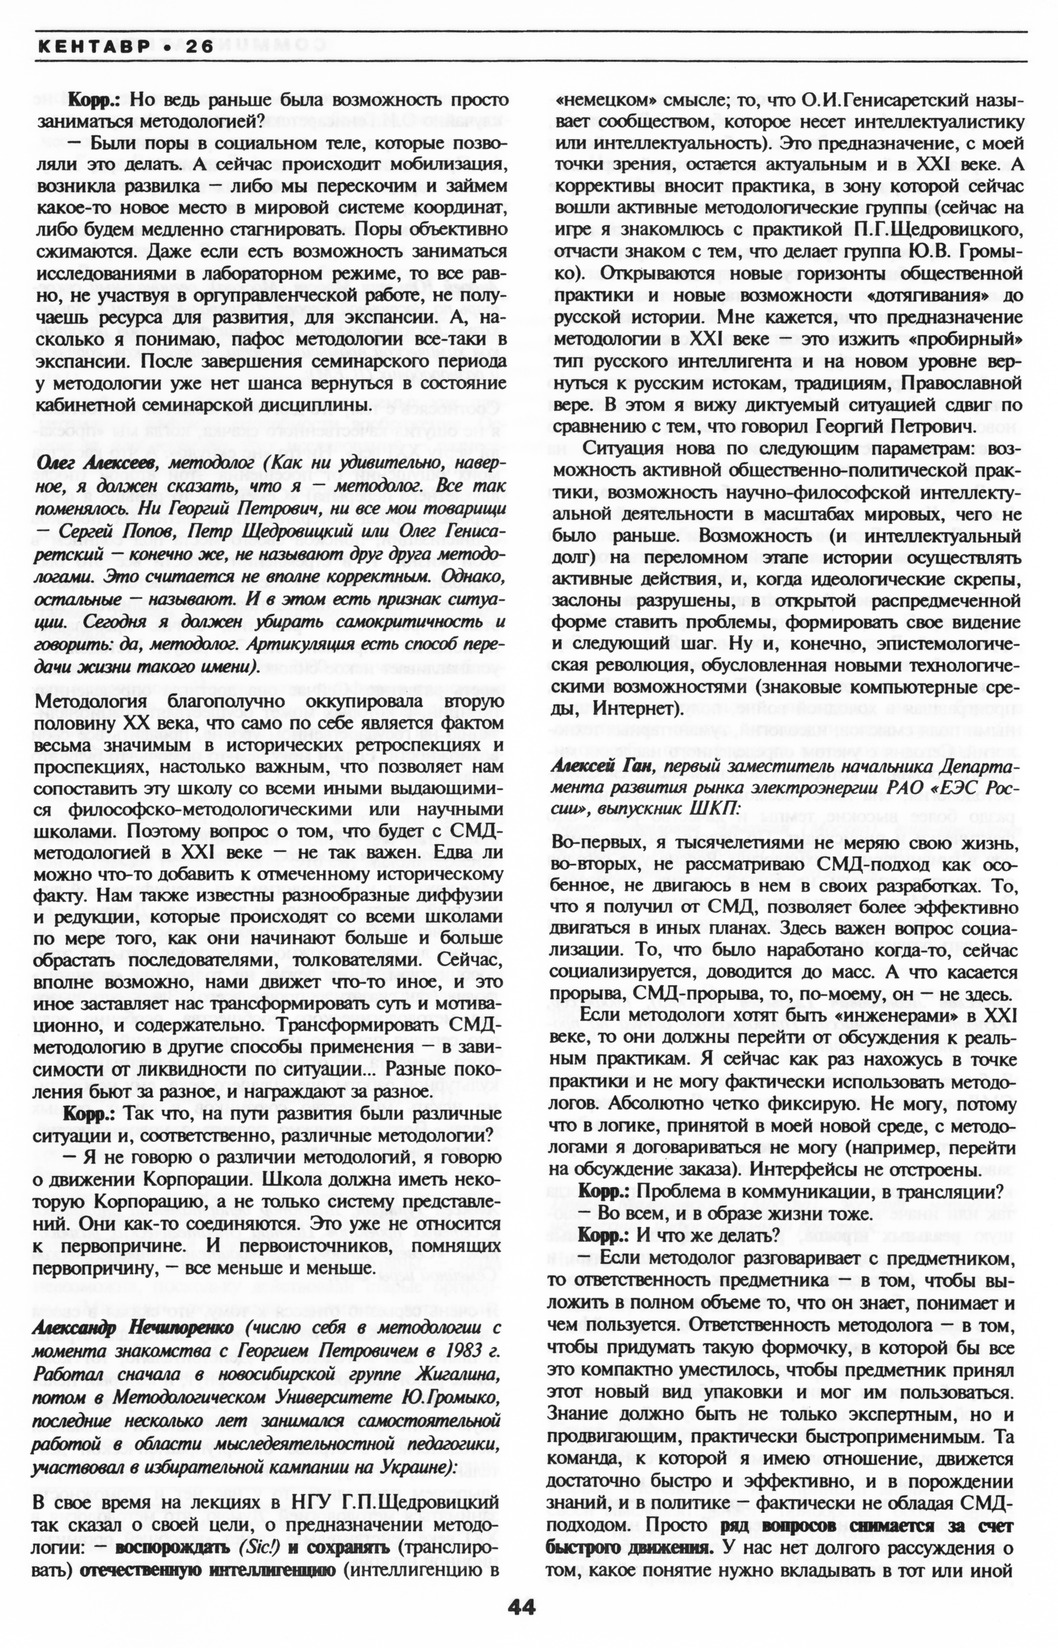 КЕНТАВР • 26
Корр.: Но ведь раньше была возможность просто
заниматься методологией?
— Были поры в социальном теле, которые позво-
ляли это делать. А сейчас происходит мобилизация,
возникла развилка — либо мы перескочим и займем
какое-то новое место в мировой системе координат,
либо будем медленно стагнировать. Поры объективно
сжимаются. Даже если есть возможность заниматься
исследованиями в лабораторном режиме, то все рав-
но, не участвуя в оргуправленческой работе, не полу-
чаешь ресурса для развития, для экспансии. А, на-
сколько я понимаю, пафос методологии все-таки в
экспансии. После завершения семинарского периода
у методологии уже нет шанса вернуться в состояние
кабинетной семинарской дисциплины.
Олег Алексеев, методолог (Как ни удивительно, навер-
ное, я должен сказать, что я — методолог. Все так
поменялось. Ни Георгий Петрович, ни все мои товарищи
— Сергей Попов, Петр Щедровицкий или Олег Гениса-
ретский — конечно же, не называют друг друга методо-
логами. Это считается не вполне корректным. Однако,
остальные — называют. И в этом есть признак ситуа-
ции. Сегодня я должен убирать самокритичность и
говорить: да, методолог. Артикуляция есть способ пере-
дачи жизни такого имени).
Методология благополучно оккупировала вторую
половину XX века, что само по себе является фактом
весьма значимым в исторических ретроспекциях и
проспекциях, настолько важным, что позволяет нам
сопоставить эту школу со всеми иными выдающими-
ся философско-методологическими или научными
школами. Поэтому вопрос о том, что будет с СМД-
методологией в XXI веке — не так важен. Едва ли
можно что-то добавить к отмеченному историческому
факту. Нам также известны разнообразные диффузии
и редукции, которые происходят со всеми школами
по мере того, как они начинают больше и больше
обрастать последователями, толкователями. Сейчас,
вполне возможно, нами движет что-то иное, и это
иное заставляет нас трансформировать суть и мотива-
ционно, и содержательно. Трансформировать СМД-
методологию в другие способы применения — в зави-
симости от ликвидности по ситуации... Разные поко-
ления бьют за разное, и награждают за разное.
Корр.: Так что, на пути развития были различные
ситуации и, соответственно, различные методологии?
— Я не говорю о различии методологий, я говорю
о движении Корпорации. Школа должна иметь неко-
торую Корпорацию, а не только систему представле-
ний. Они как-то соединяются. Это уже не относится
к первопричине. И первоисточников, помнящих
первопричину, — все меньше и меньше.
Александр Нечипоренко (числю себя в методологии с
момента знакомства с Георгием Петровичем в 1983 г.
Работал сначала в новосибирской группе Жигалина,
потом в Методологическом Университете Ю.Громыко,
последние несколько лет занимался самостоятельной
работой в области мыследеятельностной педагогики,
участвовал в избирательной кампании на Украине):
В свое время на лекциях в НГУ Г.П.Щедровицкий
так сказал о своей цели, о предназначении методо-
логии: — воспорождать (Sic!) и сохранять (транслиро-
вать) отечественную интеллигенцию (интеллигенцию в
«немецком» смысле; то, что О.И.Генисаретский назы-
вает сообществом, которое несет интеллектуалистику
или интеллектуальность). Это предназначение, с моей
точки зрения, остается актуальным и в XXI веке. А
коррективы вносит практика, в зону которой сейчас
вошли активные методологические группы (сейчас на
игре я знакомлюсь с практикой П.Г.Щедровицкого,
отчасти знаком с тем, что делает группа Ю.В. Громы-
ко). Открываются новые горизонты общественной
практики и новые возможности «дотягивания» до
русской истории. Мне кажется, что предназначение
методологии в XXI веке — это изжить «пробирный»
тип русского интеллигента и на новом уровне вер-
нуться к русским истокам, традициям, Православной
вере. В этом я вижу диктуемый ситуацией сдвиг по
сравнению с тем, что говорил Георгий Петрович.
Ситуация нова по следующим параметрам: воз-
можность активной общественно-политической прак-
тики, возможность научно-философской интеллекту-
альной деятельности в масштабах мировых, чего не
было раньше. Возможность (и интеллектуальный
долг) на переломном этапе истории осуществлять
активные действия, и, когда идеологические скрепы,
заслоны разрушены, в открытой распредмеченной
форме ставить проблемы, формировать свое видение
и следующий шаг. Ну и, конечно, эпистемологиче-
ская революция, обусловленная новыми технологиче-
скими возможностями (знаковые компьютерные сре-
ды, Интернет).
Алексей Ган, первый заместитель начальника Департа-
мента развития рынка электроэнергии РАО «ЕЭС Рос-
сии», выпускник ШКП:
Во-первых, я тысячелетиями не меряю свою жизнь,
во-вторых, не рассматриваю СМД-подход как осо-
бенное, не двигаюсь в нем в своих разработках. То,
что я получил от СМД, позволяет более эффективно
двигаться в иных планах. Здесь важен вопрос социа-
лизации. То, что было наработано когда-то, сейчас
социализируется, доводится до масс. А что касается
прорыва, СМД-прорыва, то, по-моему, он — не здесь.
Если методологи хотят быть «инженерами» в XXI
веке, то они должны перейти от обсуждения к реаль-
ным практикам. Я сейчас как раз нахожусь в точке
практики и не могу фактически использовать методо-
логов. Абсолютно четко фиксирую. Не могу, потому
что в логике, принятой в моей новой среде, с методо-
логами я договариваться не могу (например, перейти
на обсуждение заказа). Интерфейсы не отстроены.
Корр.: Проблема в коммуникации, в трансляции?
— Во всем, и в образе жизни тоже.
Корр.: И что же делать?
— Если методолог разговаривает с предметником,
то ответственность предметника — в том, чтобы вы-
ложить в полном объеме то, что он знает, понимает и
чем пользуется. Ответственность методолога — в том,
чтобы придумать такую формочку, в которой бы все
это компактно уместилось, чтобы предметник принял
этот новый вид упаковки и мог им пользоваться.
Знание должно быть не только экспертным, но и
продвигающим, практически быстроприменимым. Та
команда, к которой я имею отношение, движется
достаточно быстро и эффективно, и в порождении
знаний, и в политике — фактически не обладая СМД-
подходом. Просто ряд вопросов снимается за счет
быстрого движения. У нас нет долгого рассуждения о
том, какое понятие нужно вкладывать в тот или иной
44